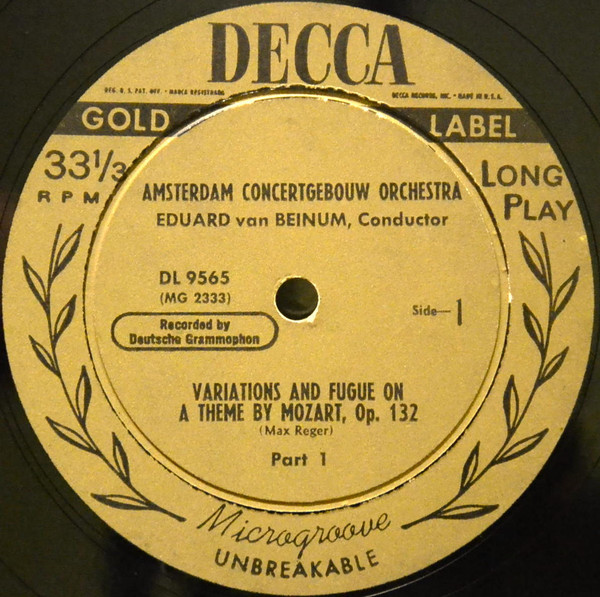 DECCA
REG. U.S. PAT. OFF. • MARCA REGISTRADA
DECCA RECORDS, INC. • MADE IN U.S.A.
GOLD LABEL
33 1/3
RPM
LONG
PLAY
AMSTERDAM CONCERTGEBOUW ORCHESTRA
EDUARD van BEINUM, Conductor
DL 9565
(MG 2333)
Side—1
Recorded by
Deutsche Grammophon
VARIATIONS AND FUGUE ON
A THEME BY MOZART, Op. 132
(Max Reger)
Part 1
Microgroove
UNBREAKABLE